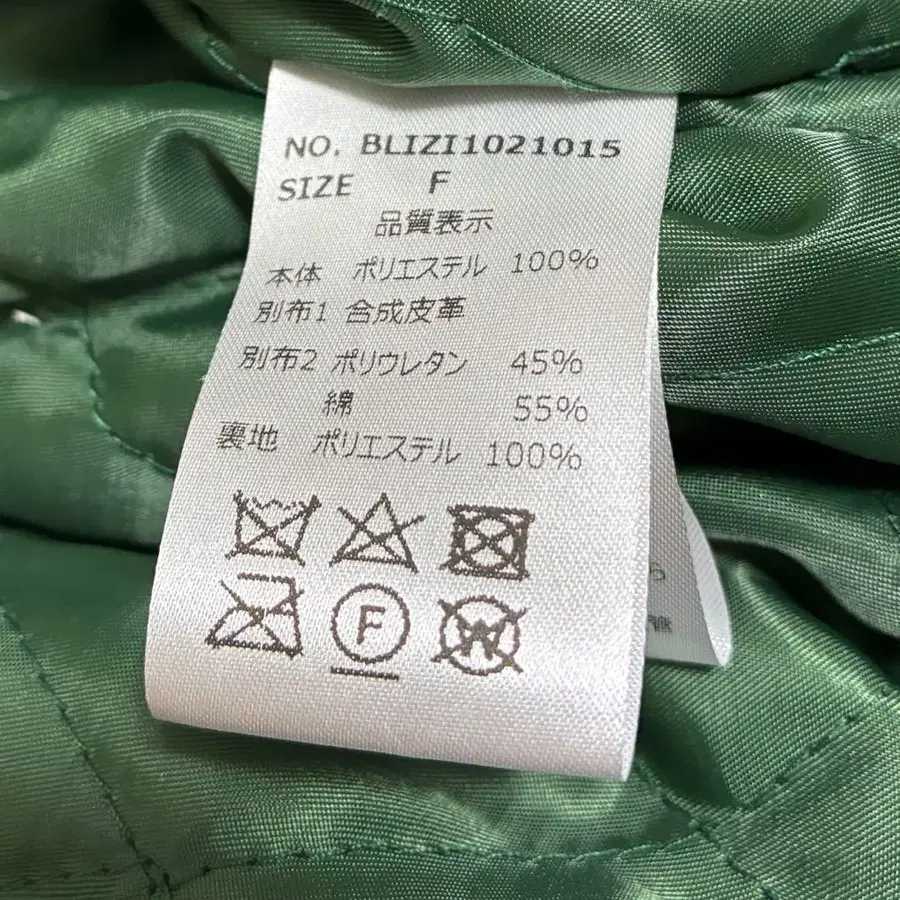 NO. BLIZI1021015
SIZE F
品質表示
本体 ポリエステル 100%
別布1 合成皮革
別布2 ポリウレタン 45%
綿 55%
裏地 ポリエステル 100%
F
W